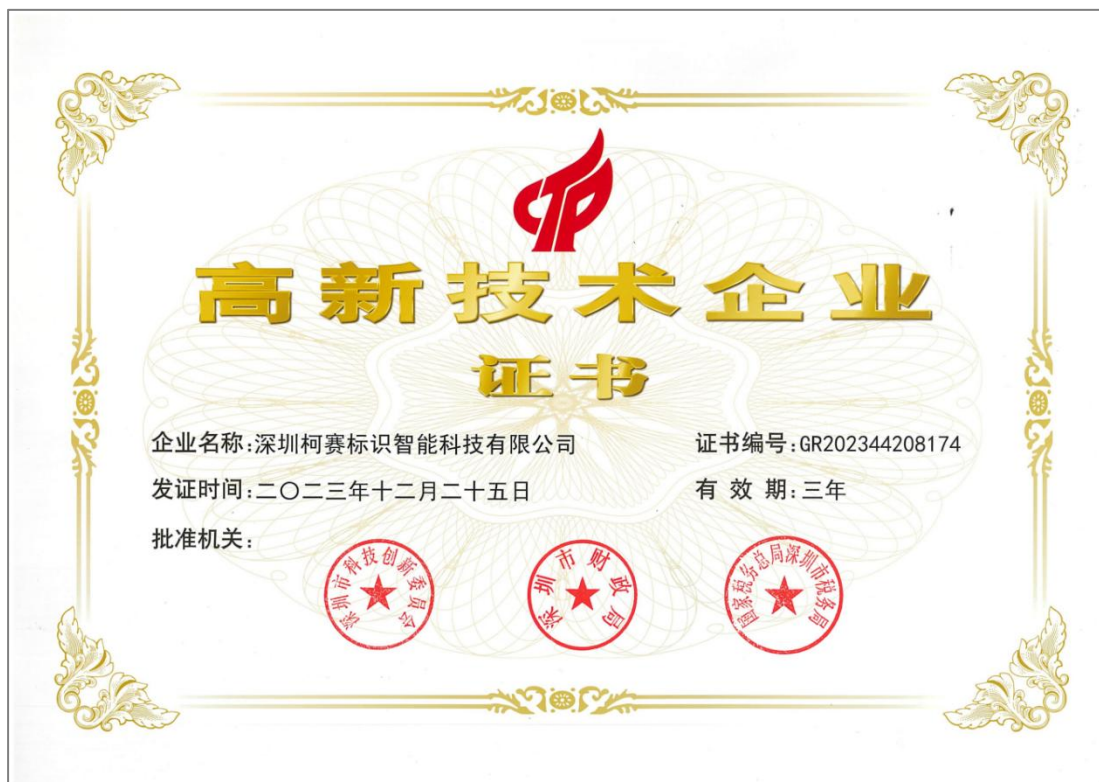 CTP
高新技术企业
证书
企业名称:深圳柯赛标识智能科技有限公司 证书编号:GR202344208174
发证时间:二〇二三年十二月二十五日 有 效 期:三年
批准机关:
深圳市科技创新委员会 深圳市财政局 国家税务总局深圳市税务局